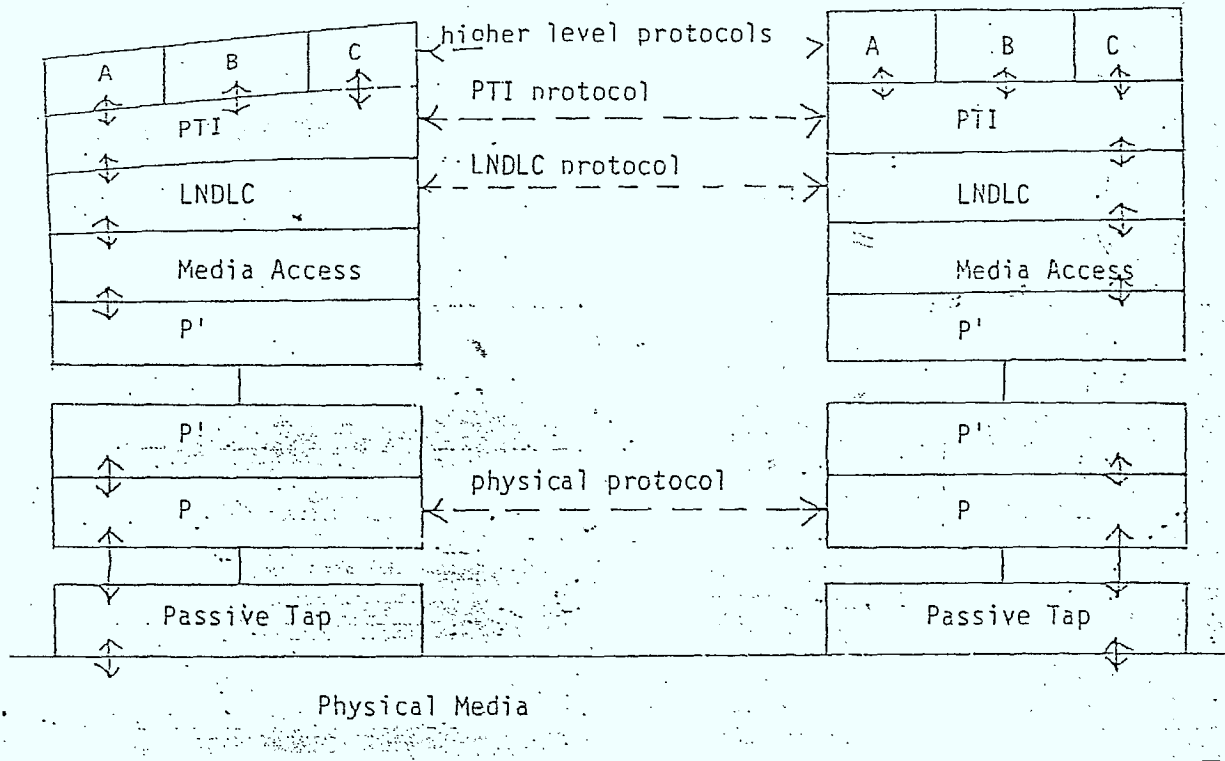 A B C higher level protocols A B C
PTI PTI protocol PTI
LNDLC LNDLC protocol LNDLC
Media Access Media Access
P' P'
P' P'
P physical protocol P
Passive Tap Passive Tap
Physical Media